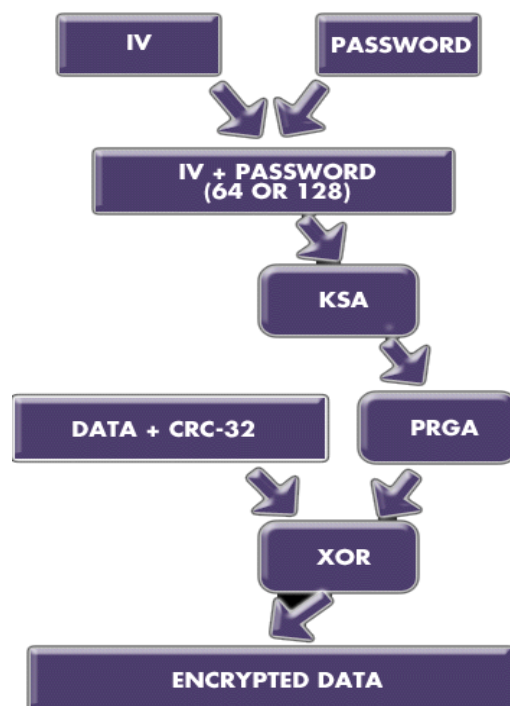 IV
PASSWORD
IV + PASSWORD
(64 OR 128)
KSA
DATA + CRC-32
PRGA
XOR
ENCRYPTED DATA